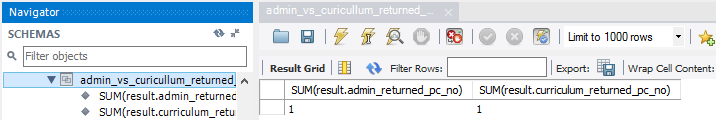 Navigator
SCHEMAS
Filter objects
admin_vs_curicullum_returned_
SUM(result.admin_returned
SUM(result.curriculum_retu
admin_vs_curicullum_returned_...
Limit to 1000 rows
Result Grid Filter Rows: Export: Wrap Cell Content:
SUM(result.admin_returned_pc_no) SUM(result.curriculum_returned_pc_no)
1 1